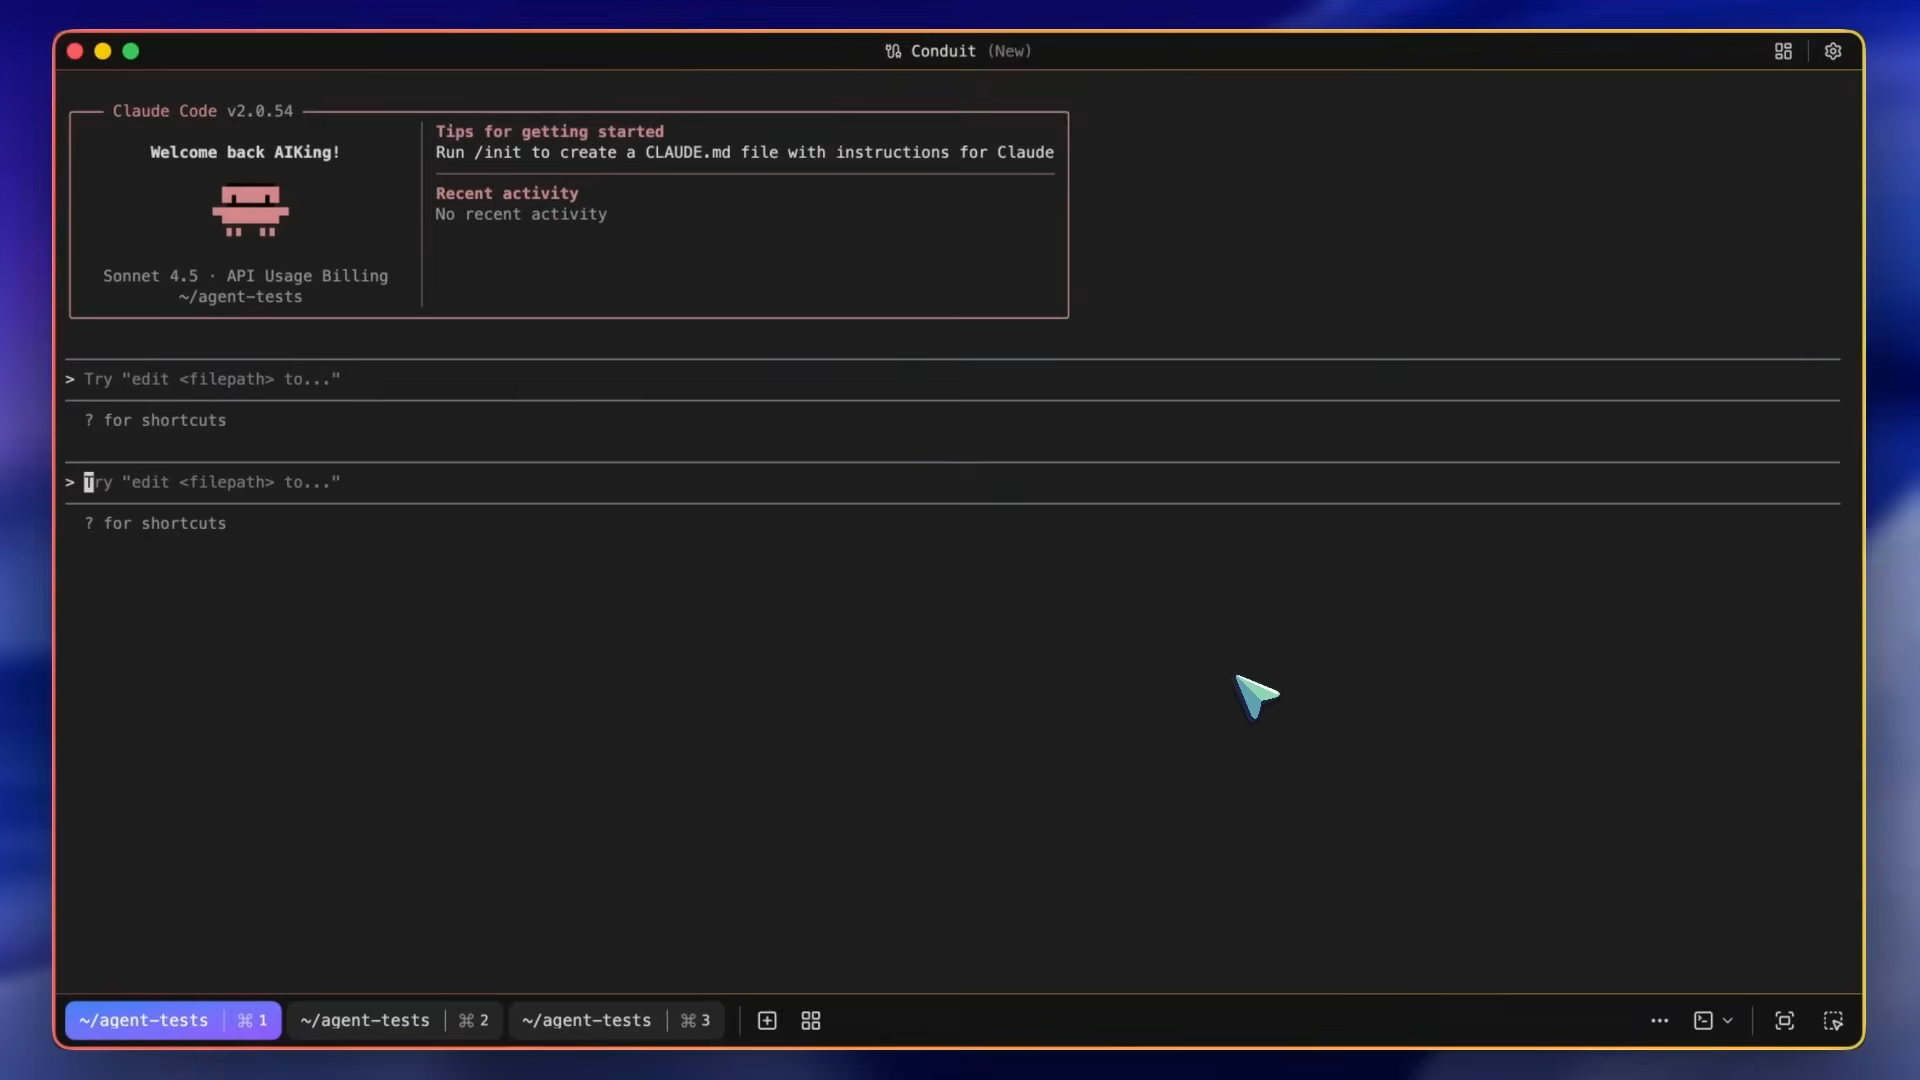 Conduit (New)
Claude Code v2.0.54
Welcome back AIKing!
Sonnet 4.5 · API Usage Billing
~/agent-tests
Tips for getting started
Run /init to create a CLAUDE.md file with instructions for Claude
Recent activity
No recent activity
> Try "edit <filepath> to..."
? for shortcuts
> Try "edit <filepath> to..."
? for shortcuts
~/agent-tests ⌘ 1
~/agent-tests ⌘ 2
~/agent-tests ⌘ 3